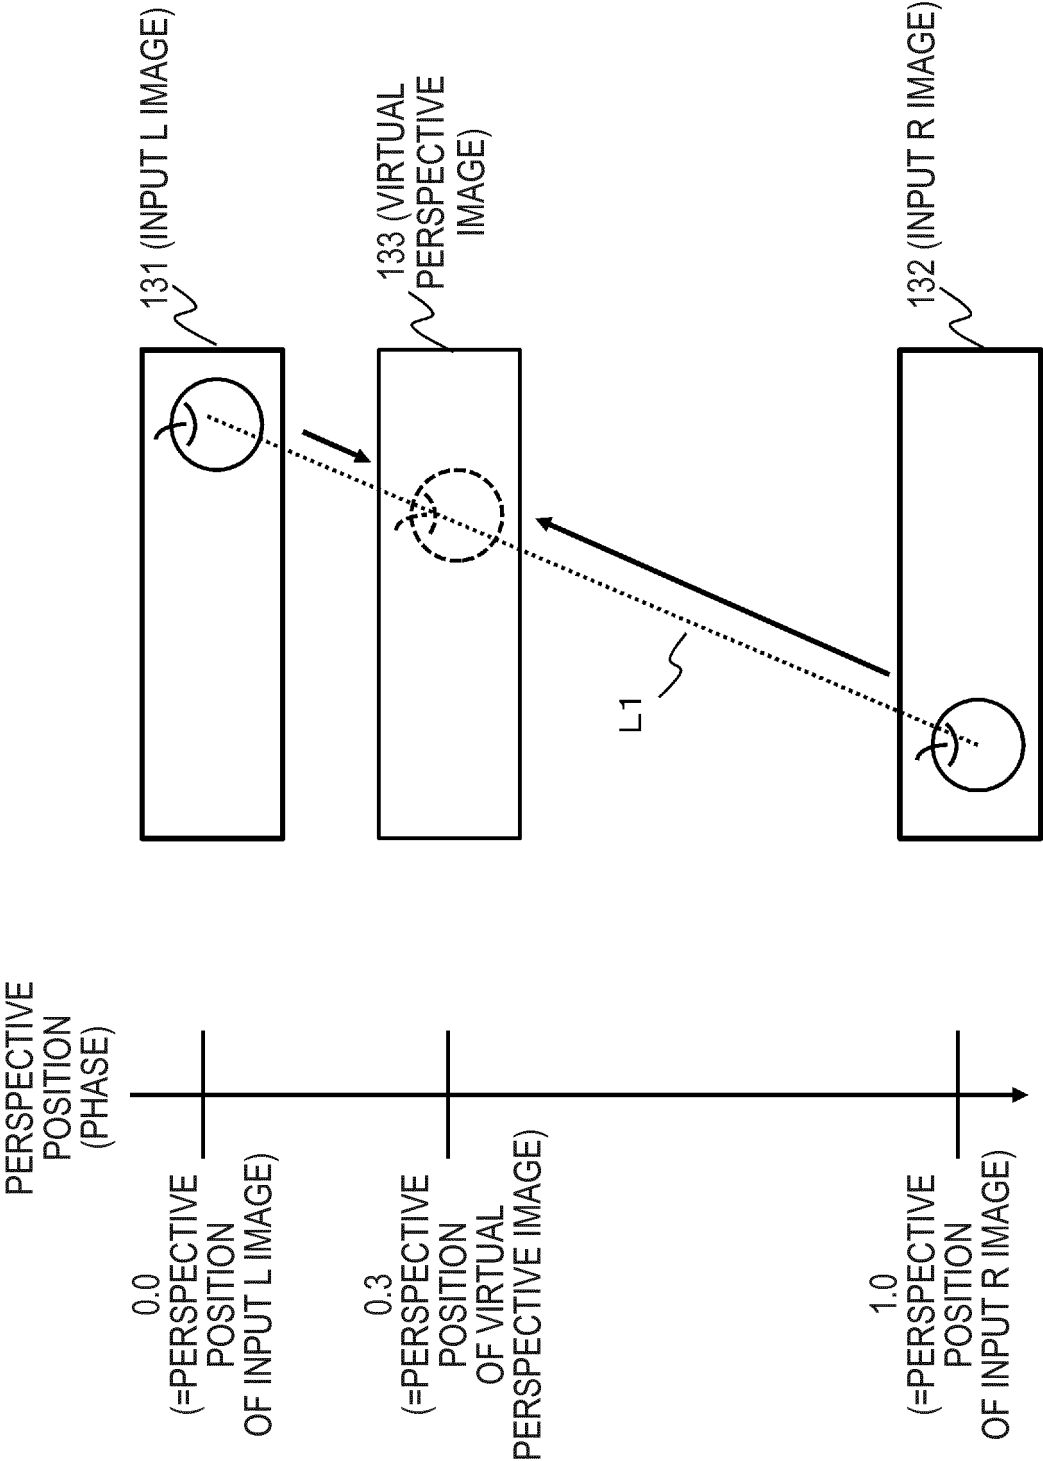 PERSPECTIVE
POSITION
(PHASE)
0.0
(=PERSPECTIVE
POSITION
OF INPUT L IMAGE)
131 (INPUT L IMAGE)
0.3
(=PERSPECTIVE
POSITION
OF VIRTUAL
PERSPECTIVE IMAGE)
133 (VIRTUAL
PERSPECTIVE
IMAGE)
L1
1.0
(=PERSPECTIVE
POSITION
OF INPUT R IMAGE)
132 (INPUT R IMAGE)